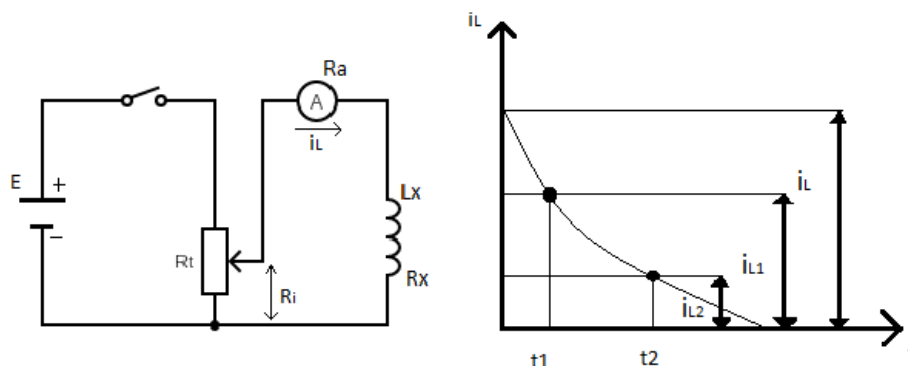 E
+
−
Rt
Ri
Ra
A
iL
Lx
Rx
iL
iL
iL1
iL2
t1
t2